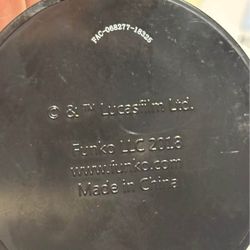 FAC-068277-18325
© & ™ Lucasfilm Ltd.
Funko LLC 2018
www.funko.com
Made in China